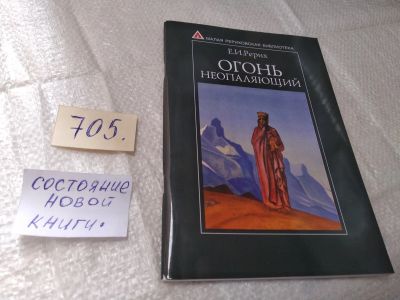 МАЛАЯ РЕРИХОВСКАЯ БИБЛИОТЕКА
Е.И.Рерих
ОГОНЬ
НЕОПАЛЯЮЩИЙ
705.
СОСТОЯНИЕ
НОВОЙ
КНИГИ.